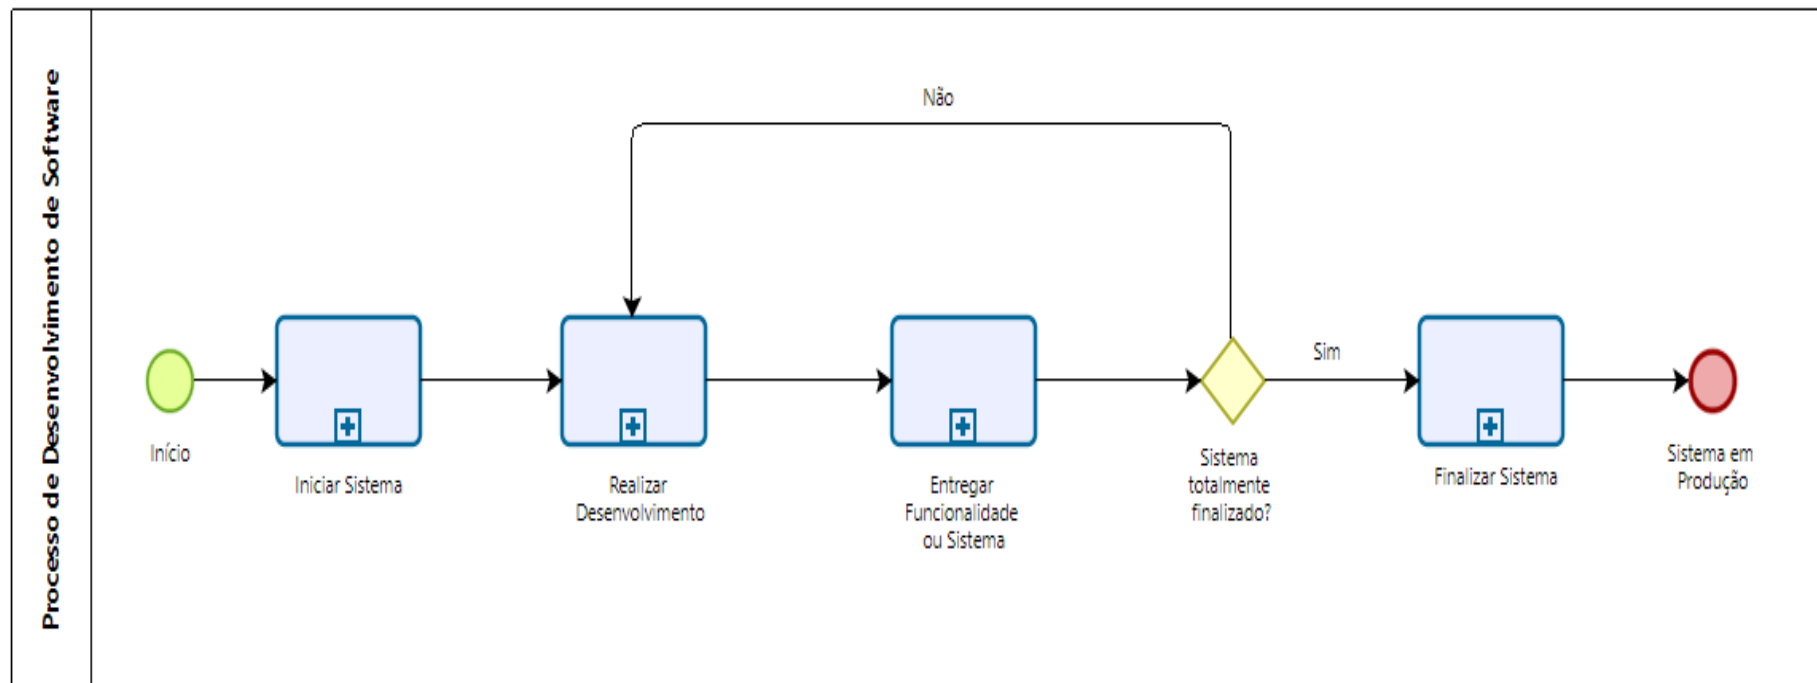 Processo de Desenvolvimento de Software
Não
Sim
Início
Iniciar Sistema
Realizar
Desenvolvimento
Entregar
Funcionalidade
ou Sistema
Sistema
totalmente
finalizado?
Finalizar Sistema
Sistema em
Produção